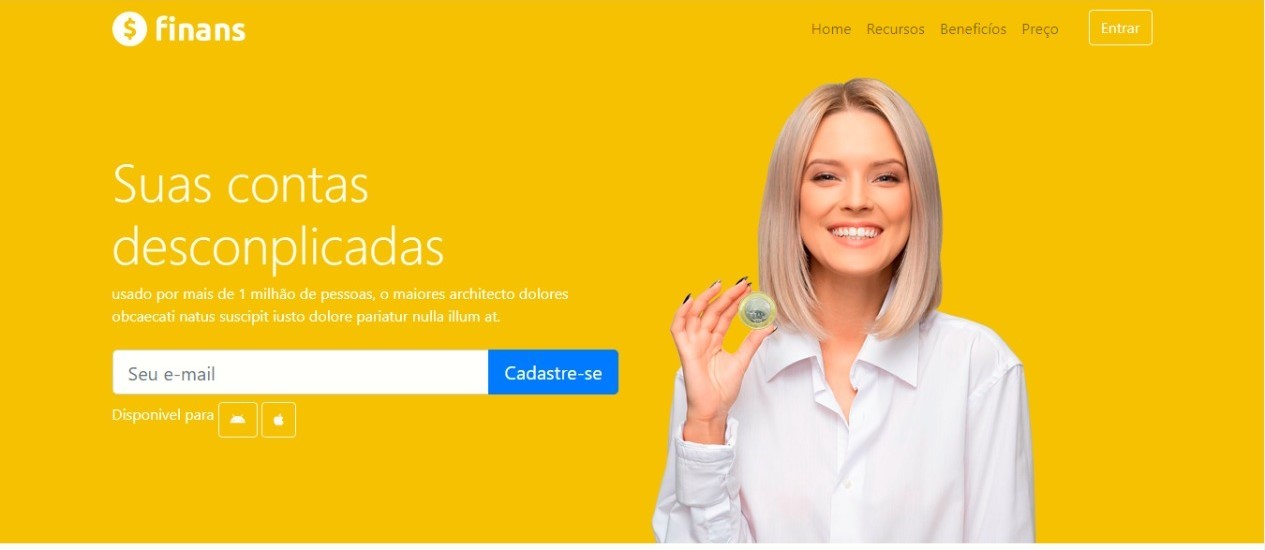 finans
Home Recursos Beneficíos Preço Entrar
Suas contas
desconplicadas
usado por mais de 1 milhão de pessoas, o maiores architecto dolores
obcaecati natus suscipit iusto dolore pariatur nulla illum at.
Seu e-mail Cadastre-se
Disponivel para